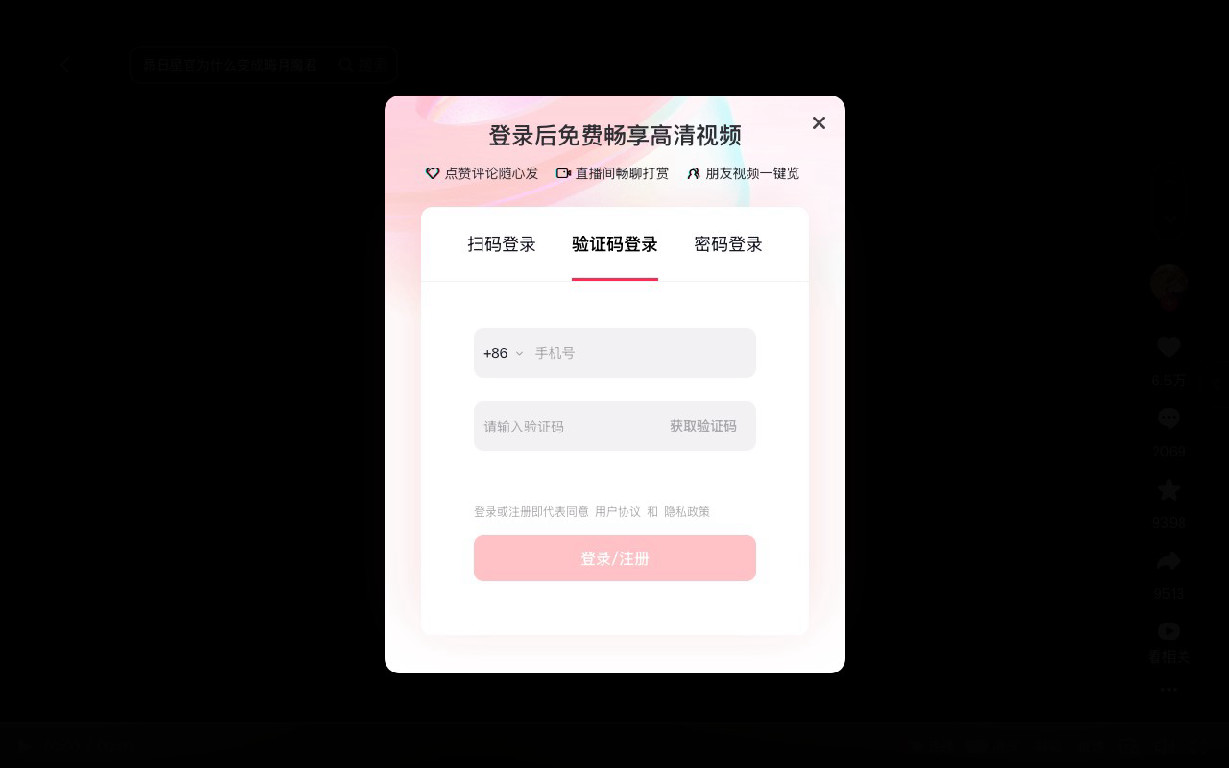 登录后免费畅享高清视频
点赞评论随心发 直播间畅聊打赏 朋友视频一键览
扫码登录 验证码登录 密码登录
+86 手机号
请输入验证码 获取验证码
登录或注册即代表同意 用户协议 和 隐私政策
登录/注册
6.5万
7069
9398
9513
看相关